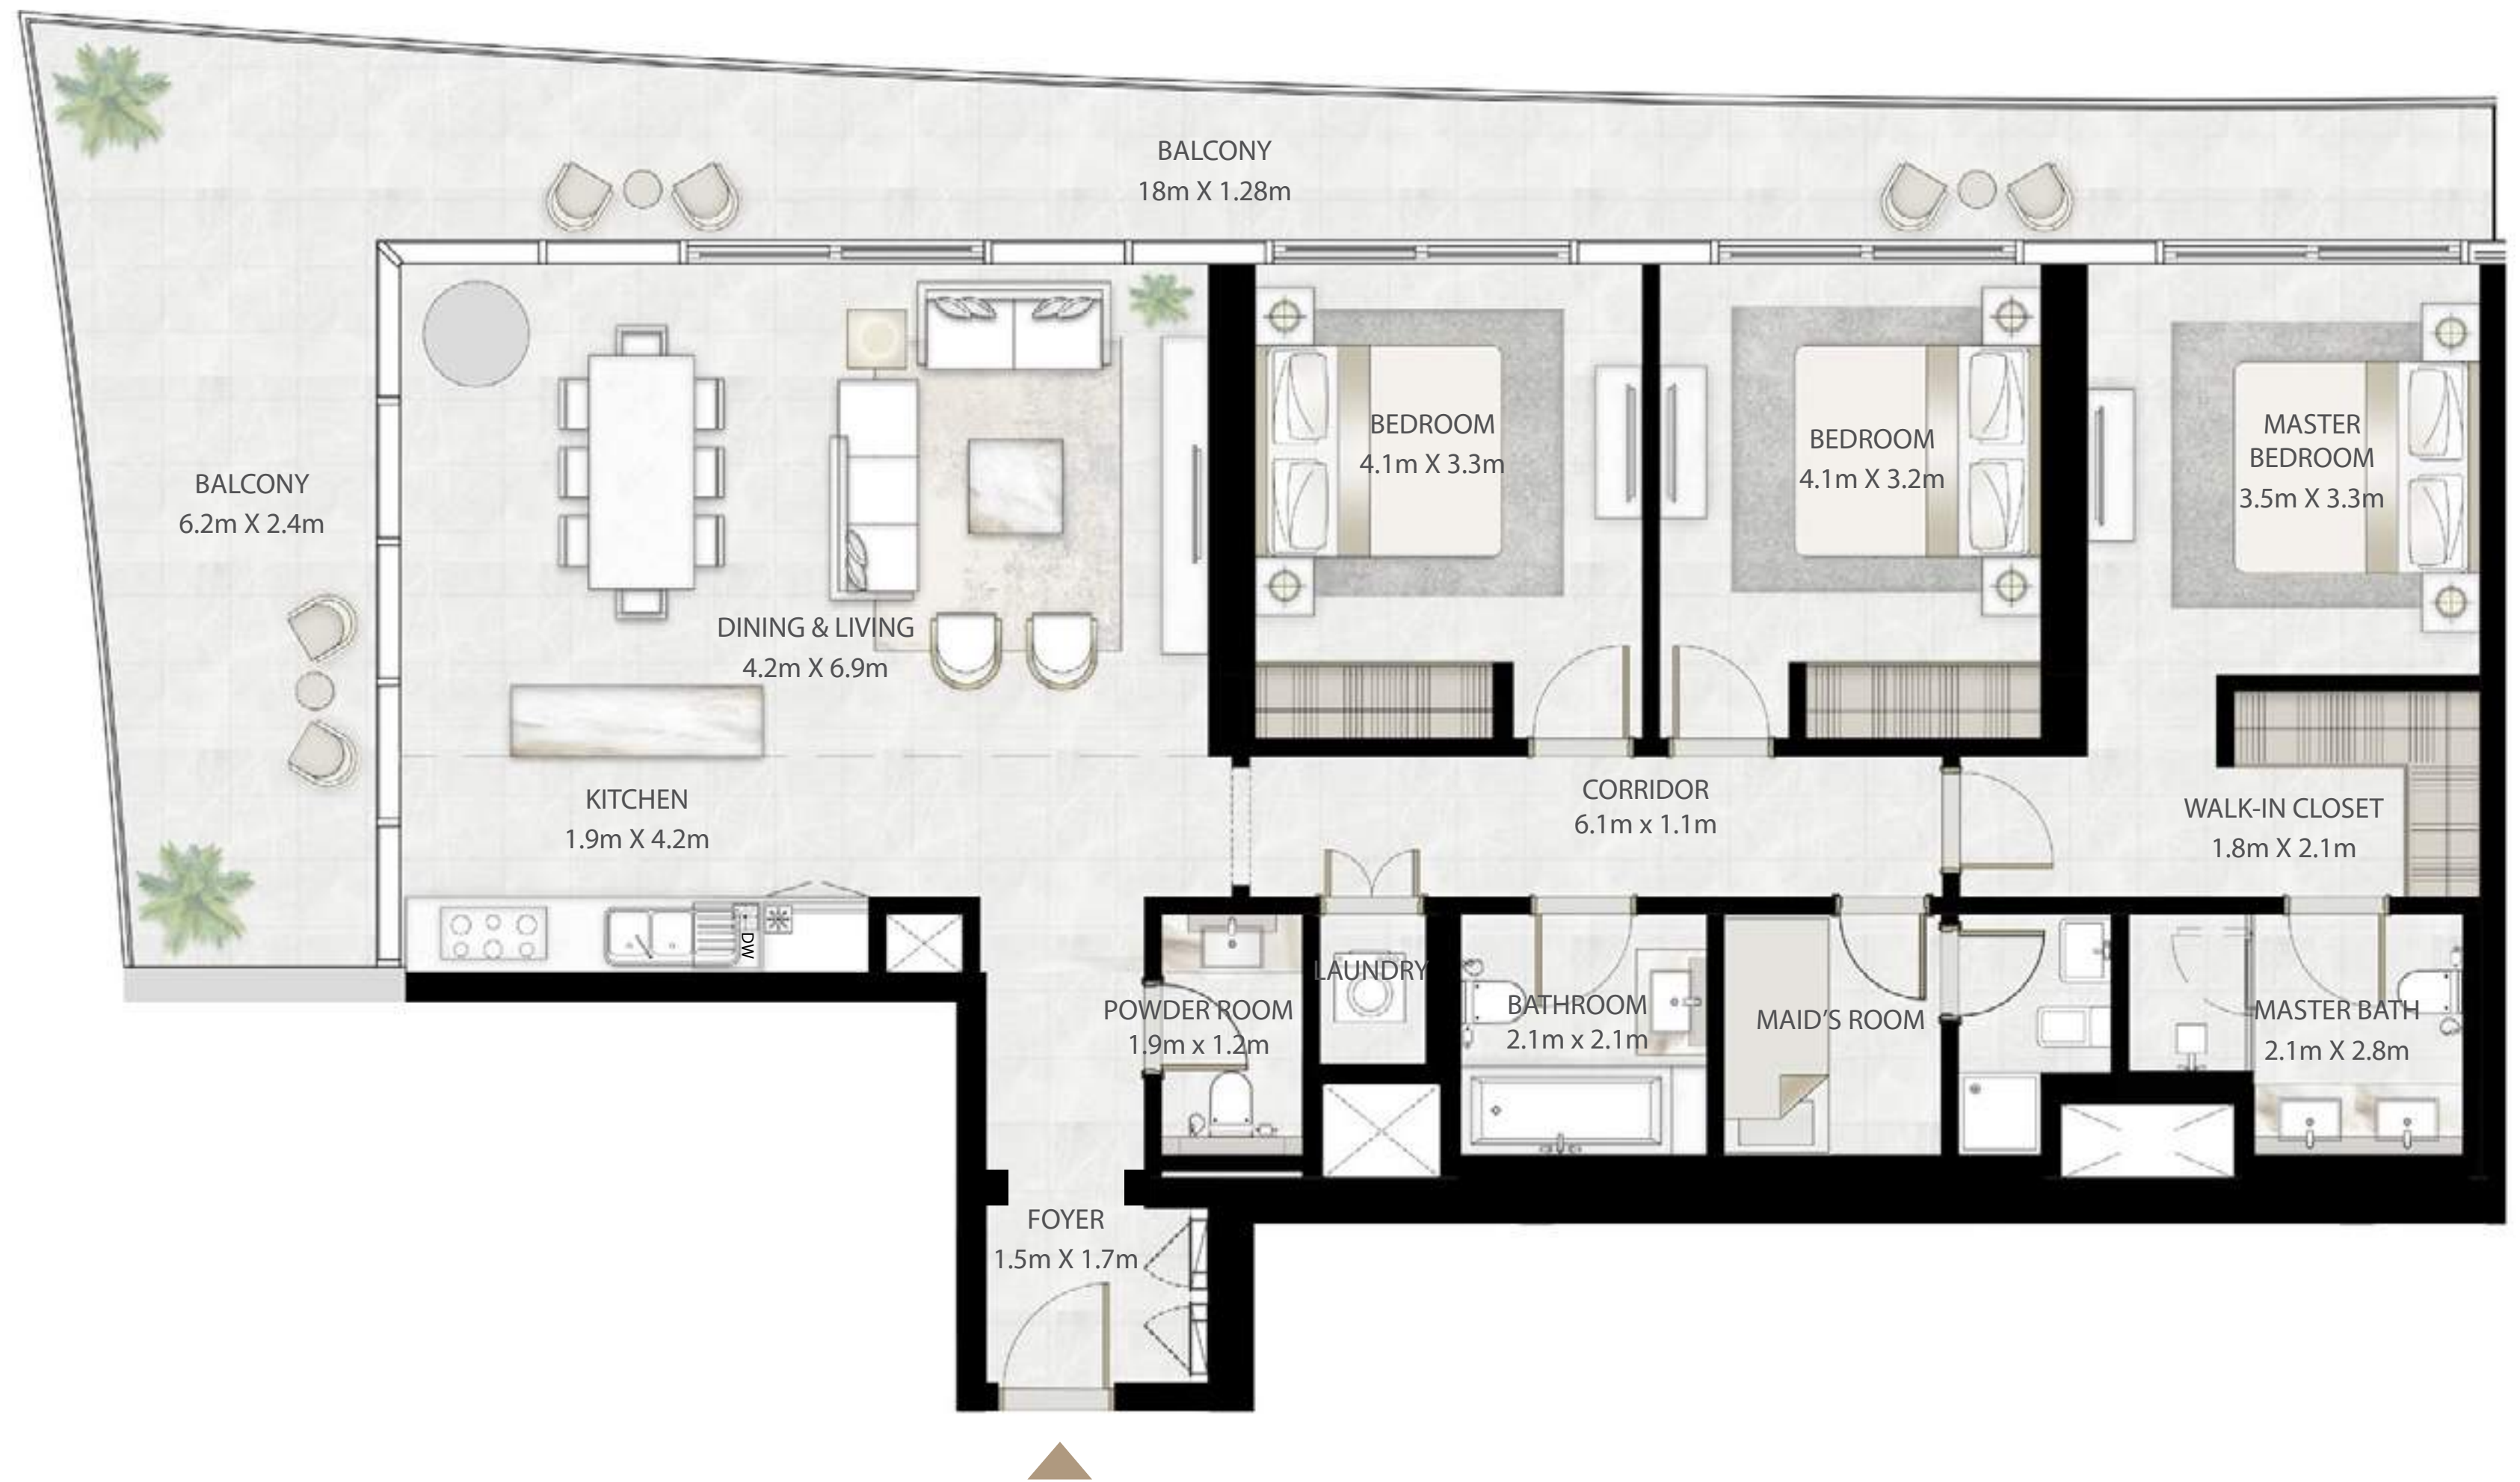 BALCONY
18m X 1.28m
BEDROOM
4.1m X 3.3m
BEDROOM
4.1m X 3.2m
MASTER
BEDROOM
3.5m X 3.3m
BALCONY
6.2m X 2.4m
DINING & LIVING
4.2m X 6.9m
KITCHEN
1.9m X 4.2m
CORRIDOR
6.1m x 1.1m
WALK-IN CLOSET
1.8m X 2.1m
DW
LAUNDRY
POWDER ROOM
1.9m x 1.2m
BATHROOM
2.1m x 2.1m
MAID’S ROOM
MASTER BATH
2.1m X 2.8m
FOYER
1.5m X 1.7m